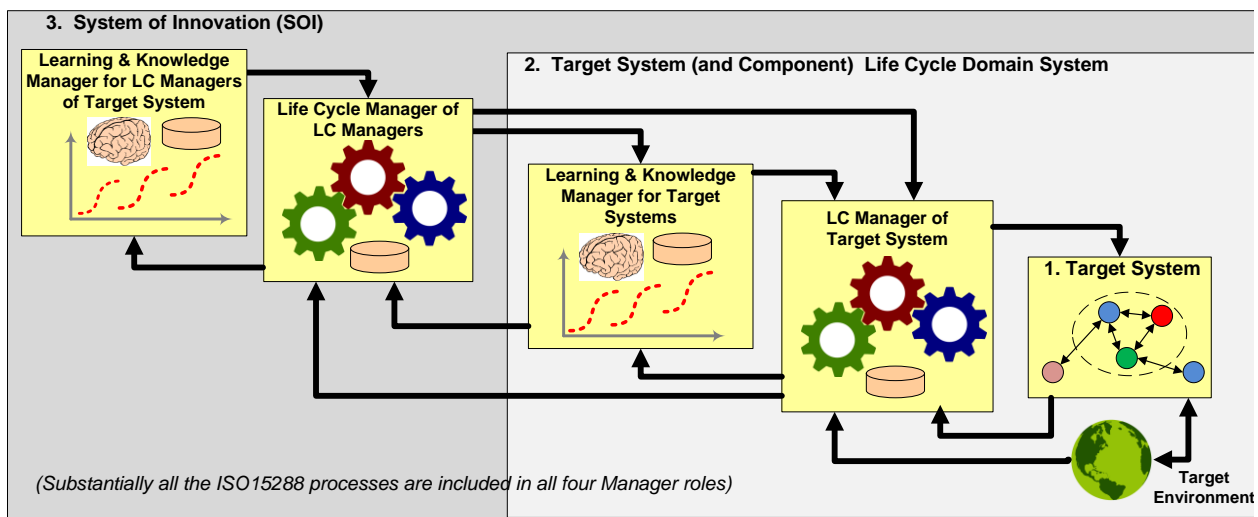 3. System of Innovation (SOI)
Learning & Knowledge
Manager for LC Managers
of Target System
2. Target System (and Component) Life Cycle Domain System
Life Cycle Manager of
LC Managers
Learning & Knowledge
Manager for Target
Systems
LC Manager of
Target System
1. Target System
(Substantially all the ISO15288 processes are included in all four Manager roles)
Target
Environment